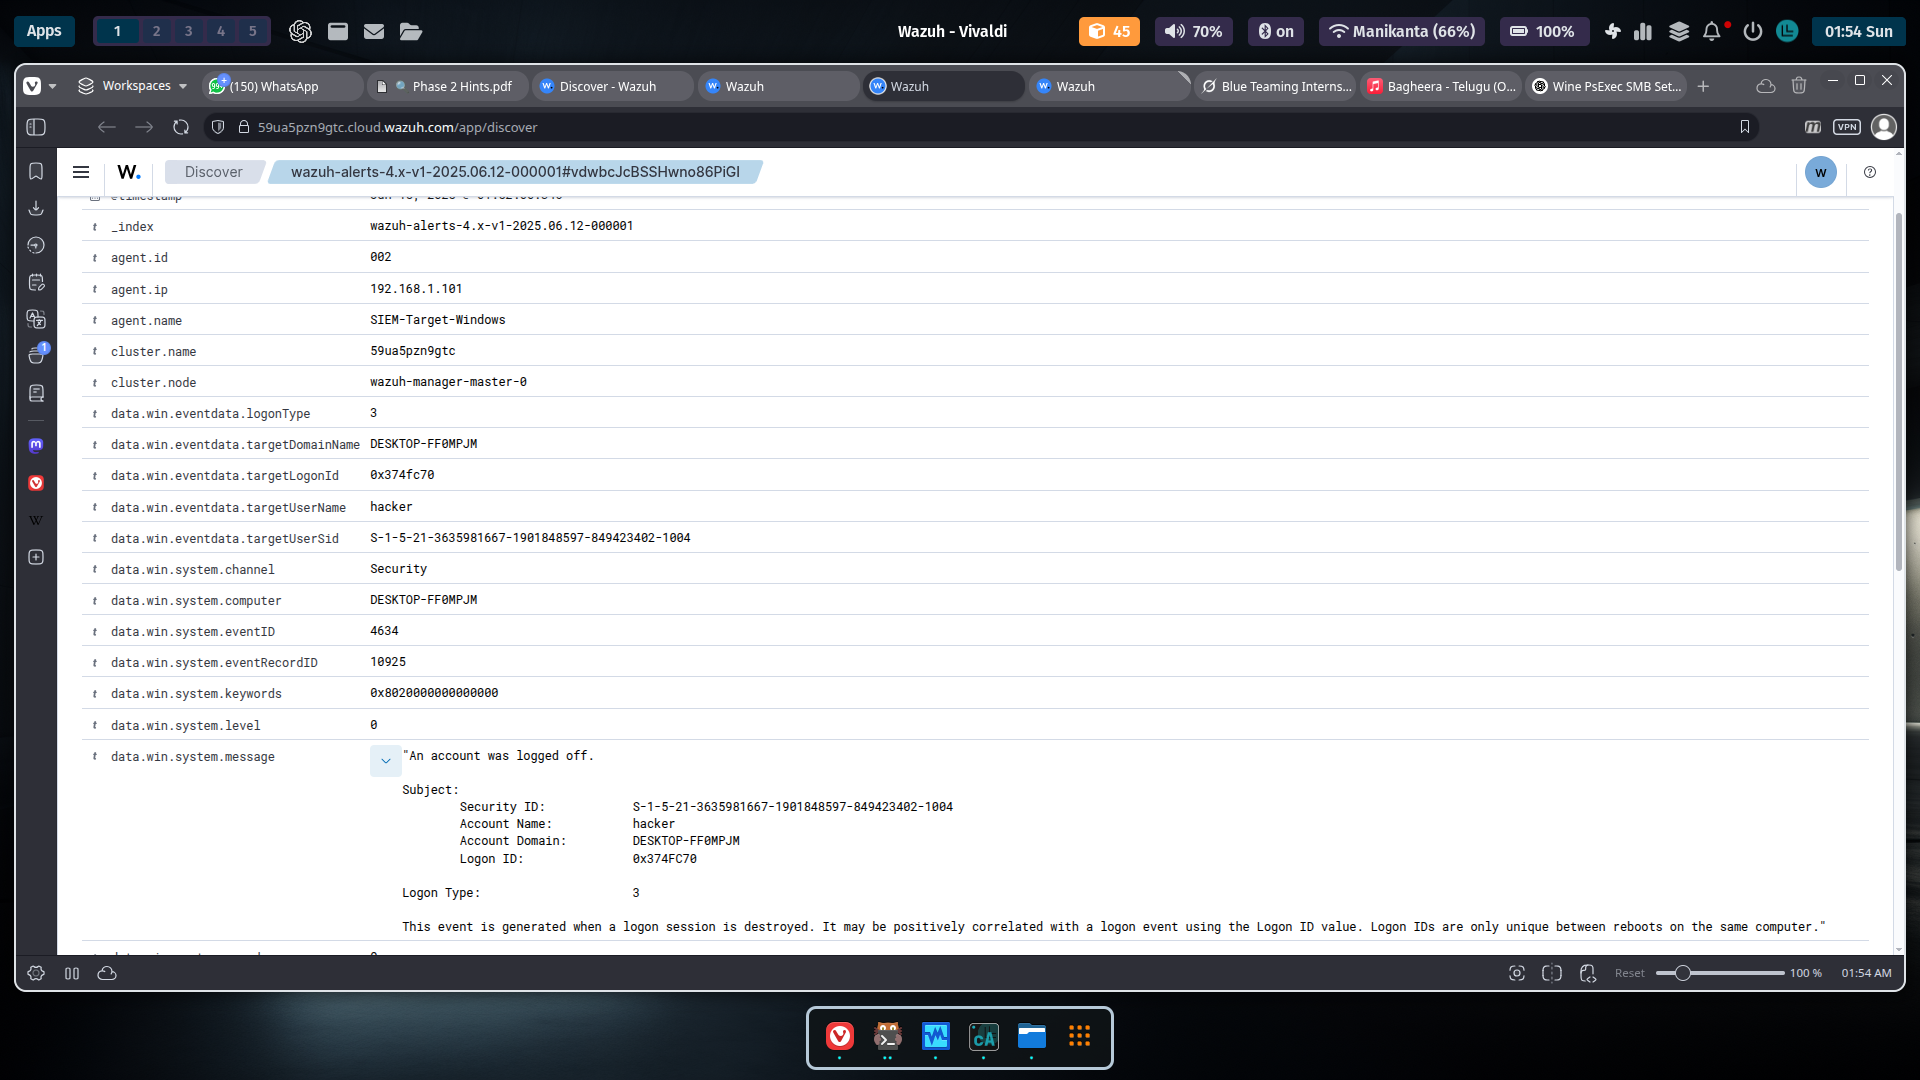 Apps 1 2 3 4 5 Wazuh - Vivaldi 45 70% on Manikanta (66%) 100% 01:54 Sun
Workspaces (150) WhatsApp Phase 2 Hints.pdf Discover - Wazuh Wazuh Wazuh Wazuh Blue Teaming Interns... Bagheera - Telugu (O... Wine PsExec SMB Set...
59ua5pzn9gtc.cloud.wazuh.com/app/discover VPN
W. Discover wazuh-alerts-4.x-v1-2025.06.12-000001#vdwbcJcBSSHwno86PiGI W
@timestamp
t _index wazuh-alerts-4.x-v1-2025.06.12-000001
t agent.id 002
t agent.ip 192.168.1.101
t agent.name SIEM-Target-Windows
t cluster.name 59ua5pzn9gtc
t cluster.node wazuh-manager-master-0
t data.win.eventdata.logonType 3
t data.win.eventdata.targetDomainName DESKTOP-FF0MPJM
t data.win.eventdata.targetLogonId 0x374fc70
t data.win.eventdata.targetUserName hacker
t data.win.eventdata.targetUserSid S-1-5-21-3635981667-1901848597-849423402-1004
t data.win.system.channel Security
t data.win.system.computer DESKTOP-FF0MPJM
t data.win.system.eventID 4634
t data.win.system.eventRecordID 10925
t data.win.system.keywords 0x8020000000000000
t data.win.system.level 0
t data.win.system.message "An account was logged off.
Subject:
Security ID: S-1-5-21-3635981667-1901848597-849423402-1004
Account Name: hacker
Account Domain: DESKTOP-FF0MPJM
Logon ID: 0x374FC70
Logon Type: 3
This event is generated when a logon session is destroyed. It may be positively correlated with a logon event using the Logon ID value. Logon IDs are only unique between reboots on the same computer."
Reset 100 % 01:54 AM